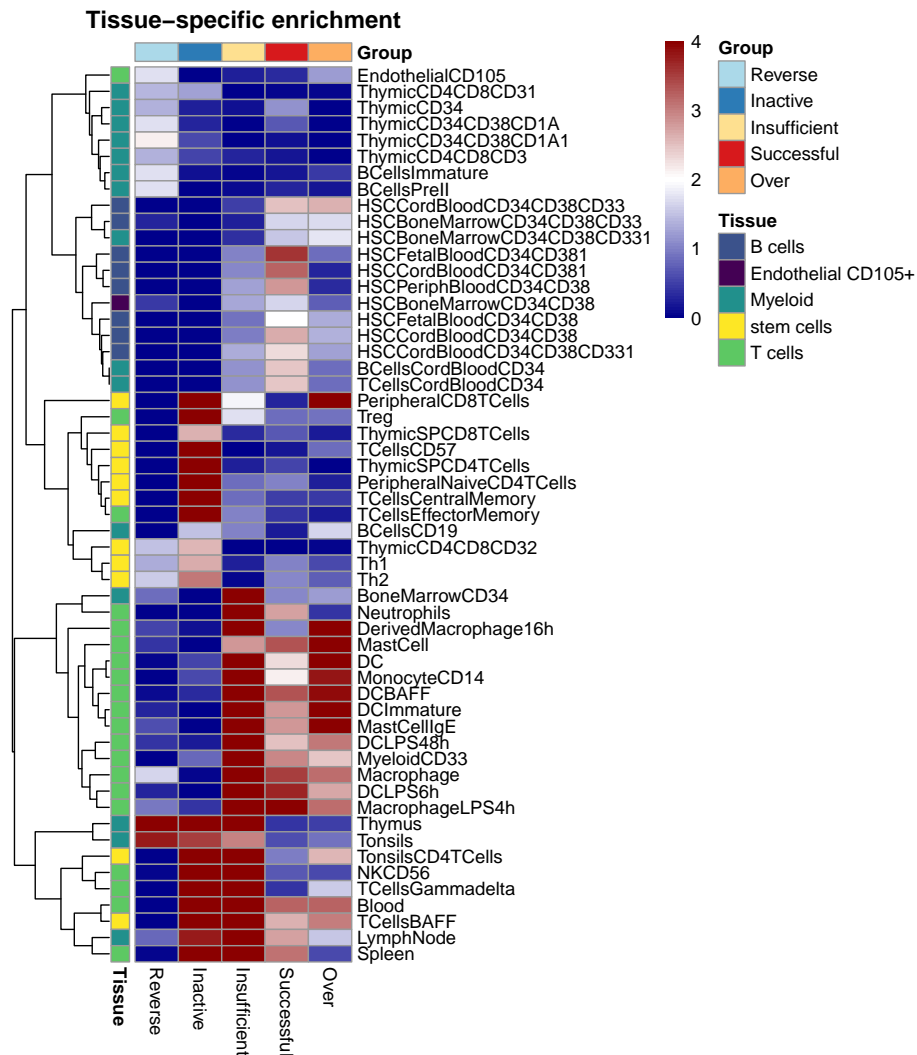 Tissue−specific enrichment
Group
EndothelialCD105
ThymicCD4CD8CD31
ThymicCD34
ThymicCD34CD38CD1A
ThymicCD34CD38CD1A1
ThymicCD4CD8CD3
BCellsImmature
BCellsPreII
HSCCordBloodCD34CD38CD33
HSCBoneMarrowCD34CD38CD33
HSCBoneMarrowCD34CD38CD331
HSCFetalBloodCD34CD381
HSCCordBloodCD34CD381
HSCPeriphBloodCD34CD38
HSCBoneMarrowCD34CD38
HSCFetalBloodCD34CD38
HSCCordBloodCD34CD38
HSCCordBloodCD34CD38CD331
BCellsCordBloodCD34
TCellsCordBloodCD34
PeripheralCD8TCells
Treg
ThymicSPCD8TCells
TCellsCD57
ThymicSPCD4TCells
PeripheralNaiveCD4TCells
TCellsCentralMemory
TCellsEffectorMemory
BCellsCD19
ThymicCD4CD8CD32
Th1
Th2
BoneMarrowCD34
Neutrophils
DerivedMacrophage16h
MastCell
DC
MonocyteCD14
DCBAFF
DCImmature
MastCellIgE
DCLPS48h
MyeloidCD33
Macrophage
DCLPS6h
MacrophageLPS4h
Thymus
Tonsils
TonsilsCD4TCells
NKCD56
TCellsGammadelta
Blood
TCellsBAFF
LymphNode
Spleen
Tissue
Reverse
Inactive
Insufficient
Successful
Over
4
3
2
1
0
Group
Reverse
Inactive
Insufficient
Successful
Over
Tissue
B cells
Endothelial CD105+
Myeloid
stem cells
T cells